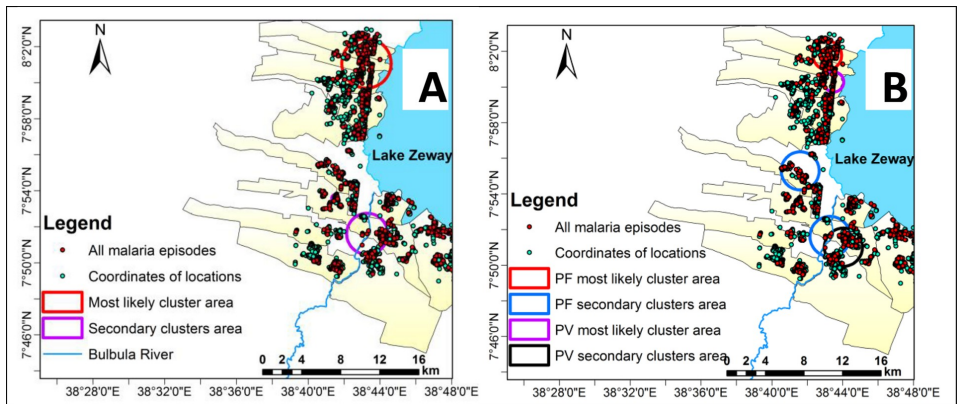 N
8°2'0"N
7°58'0"N
7°54'0"N
7°50'0"N
7°46'0"N
A
Lake Zeway
Legend
All malaria episodes
Coordinates of locations
Most likely cluster area
Secondary clusters area
Bulbula River
0 2 4 8 12 16
km
38°28'0"E 38°32'0"E 38°36'0"E 38°40'0"E 38°44'0"E 38°48'0"E
N
8°2'0"N
7°58'0"N
7°54'0"N
7°50'0"N
7°46'0"N
B
Lake Zeway
Legend
All malaria episodes
Coordinates of locations
PF most likely cluster area
PF secondary clusters area
PV most likely cluster area
PV secondary clusters area
0 2 4 8 12 16
km
38°28'0"E 38°32'0"E 38°36'0"E 38°40'0"E 38°44'0"E 38°48'0"E